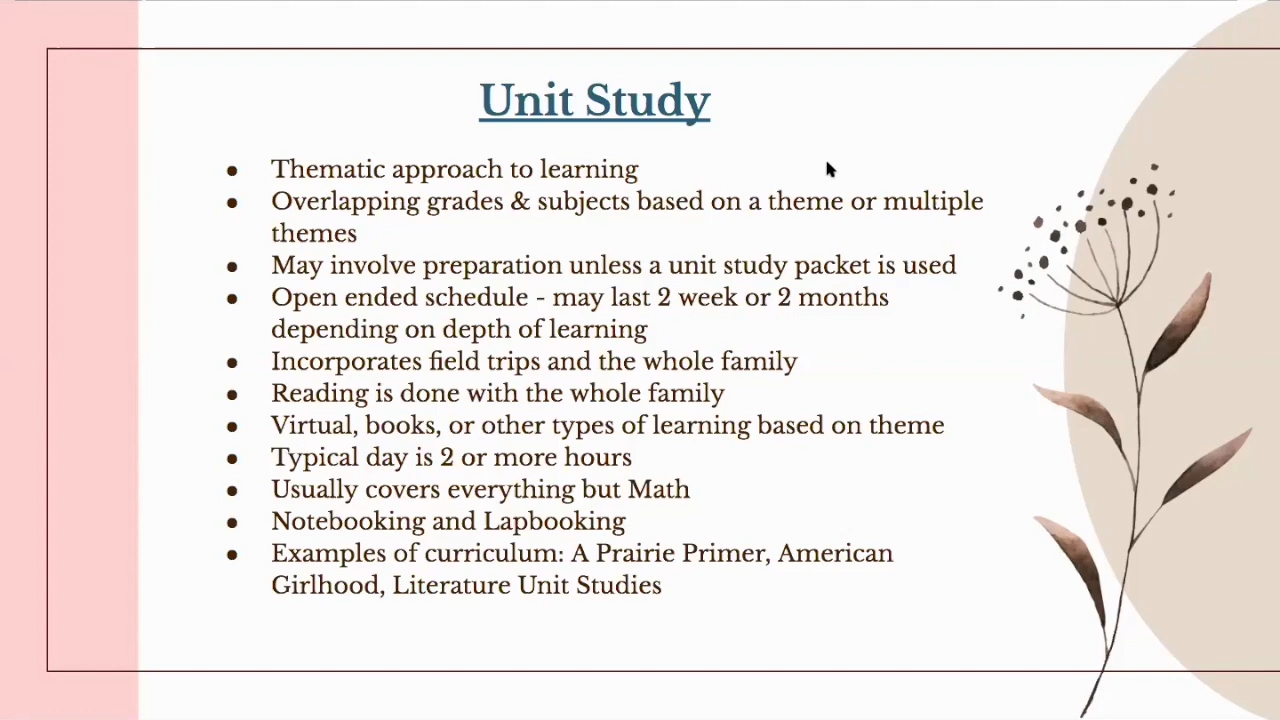 Unit Study
● Thematic approach to learning
● Overlapping grades & subjects based on a theme or multiple
themes
● May involve preparation unless a unit study packet is used
● Open ended schedule - may last 2 week or 2 months
depending on depth of learning
● Incorporates field trips and the whole family
● Reading is done with the whole family
● Virtual, books, or other types of learning based on theme
● Typical day is 2 or more hours
● Usually covers everything but Math
● Notebooking and Lapbooking
● Examples of curriculum: A Prairie Primer, American
Girlhood, Literature Unit Studies